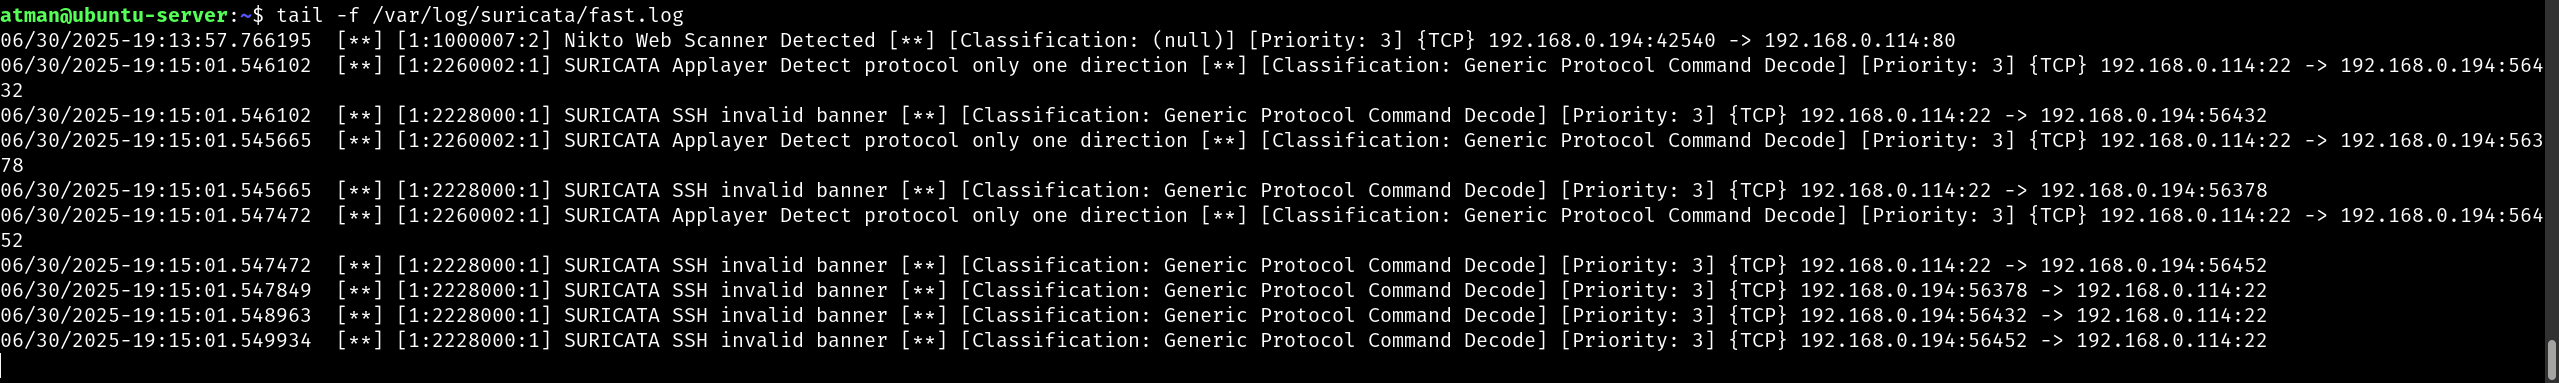 atman@ubuntu-server:~$ tail -f /var/log/suricata/fast.log
06/30/2025-19:13:57.766195  [**] [1:1000007:2] Nikto Web Scanner Detected [**] [Classification: (null)] [Priority: 3] {TCP} 192.168.0.194:42540 -> 192.168.0.114:80
06/30/2025-19:15:01.546102  [**] [1:2260002:1] SURICATA Applayer Detect protocol only one direction [**] [Classification: Generic Protocol Command Decode] [Priority: 3] {TCP} 192.168.0.114:22 -> 192.168.0.194:564
32
06/30/2025-19:15:01.546102  [**] [1:2228000:1] SURICATA SSH invalid banner [**] [Classification: Generic Protocol Command Decode] [Priority: 3] {TCP} 192.168.0.114:22 -> 192.168.0.194:56432
06/30/2025-19:15:01.545665  [**] [1:2260002:1] SURICATA Applayer Detect protocol only one direction [**] [Classification: Generic Protocol Command Decode] [Priority: 3] {TCP} 192.168.0.114:22 -> 192.168.0.194:563
78
06/30/2025-19:15:01.545665  [**] [1:2228000:1] SURICATA SSH invalid banner [**] [Classification: Generic Protocol Command Decode] [Priority: 3] {TCP} 192.168.0.114:22 -> 192.168.0.194:56378
06/30/2025-19:15:01.547472  [**] [1:2260002:1] SURICATA Applayer Detect protocol only one direction [**] [Classification: Generic Protocol Command Decode] [Priority: 3] {TCP} 192.168.0.114:22 -> 192.168.0.194:564
52
06/30/2025-19:15:01.547472  [**] [1:2228000:1] SURICATA SSH invalid banner [**] [Classification: Generic Protocol Command Decode] [Priority: 3] {TCP} 192.168.0.114:22 -> 192.168.0.194:56452
06/30/2025-19:15:01.547849  [**] [1:2228000:1] SURICATA SSH invalid banner [**] [Classification: Generic Protocol Command Decode] [Priority: 3] {TCP} 192.168.0.194:56378 -> 192.168.0.114:22
06/30/2025-19:15:01.548963  [**] [1:2228000:1] SURICATA SSH invalid banner [**] [Classification: Generic Protocol Command Decode] [Priority: 3] {TCP} 192.168.0.194:56432 -> 192.168.0.114:22
06/30/2025-19:15:01.549934  [**] [1:2228000:1] SURICATA SSH invalid banner [**] [Classification: Generic Protocol Command Decode] [Priority: 3] {TCP} 192.168.0.194:56452 -> 192.168.0.114:22